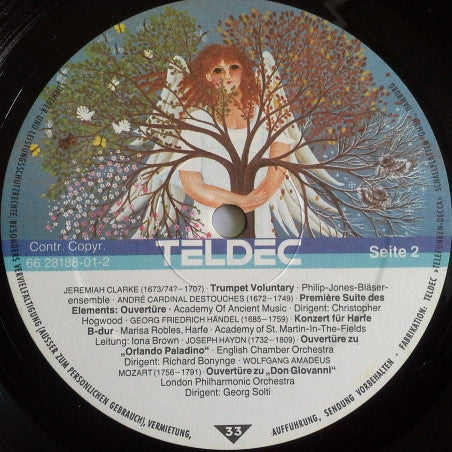 TELDEC
Contr. Copyr.
66.28188-01-2
Seite 2
JEREMIAH CLARKE (1673/74?–1707) · Trumpet Voluntary · Philip-Jones-Bläser-
ensemble · ANDRÉ CARDINAL DESTOUCHES (1672–1749) · Première Suite des
Elements: Ouvertüre · Academy Of Ancient Music · Dirigent: Christopher
Hogwood · GEORG FRIEDRICH HÄNDEL (1685–1759) · Konzert für Harfe
B-dur · Marisa Robles, Harfe · Academy of St. Martin-In-The-Fields
Leitung: Iona Brown · JOSEPH HAYDN (1732–1809) · Ouvertüre zu
„Orlando Paladino“ · English Chamber Orchestra
Dirigent: Richard Bonynge · WOLFGANG AMADEUS
MOZART (1756–1791) · Ouvertüre zu „Don Giovanni“
London Philharmonic Orchestra
Dirigent: Georg Solti
33
UND LEISTUNGSSCHUTZRECHTE BESONDERS VERVIELFÄLTIGUNG (AUSSER ZUM PERSÖNLICHEN GEBRAUCH), VERMIETUNG,
AUFFÜHRUNG, SENDUNG VORBEHALTEN · FABRIKATION: TELDEC »TELEFUNKEN-DECCA« SCHALLPLATTEN